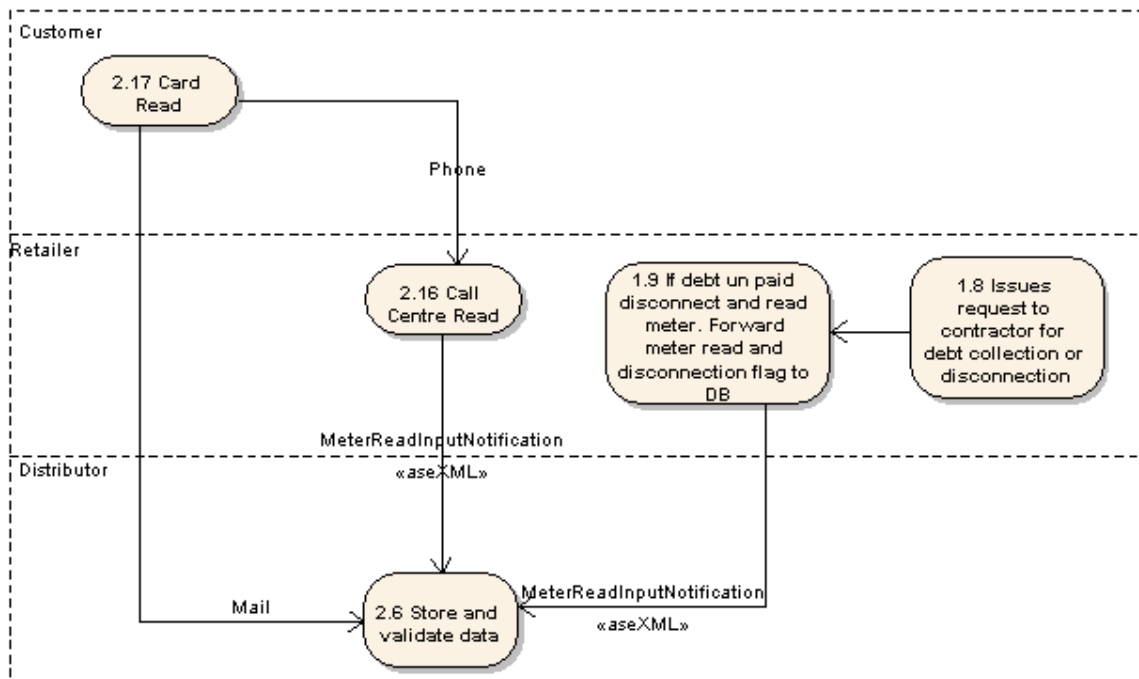 Customer
2.17 Card
Read
Phone
Retailer
2.16 Call
Centre Read
1.9 If debt un paid
disconnect and read
meter. Forward
meter read and
disconnection flag to
DB
1.8 Issues
request to
contractor for
debt collection or
disconnection
MeterReadInputNotification
«aseXML»
Distributor
2.6 Store and
validate data
Mail
MeterReadInputNotification
«aseXML»